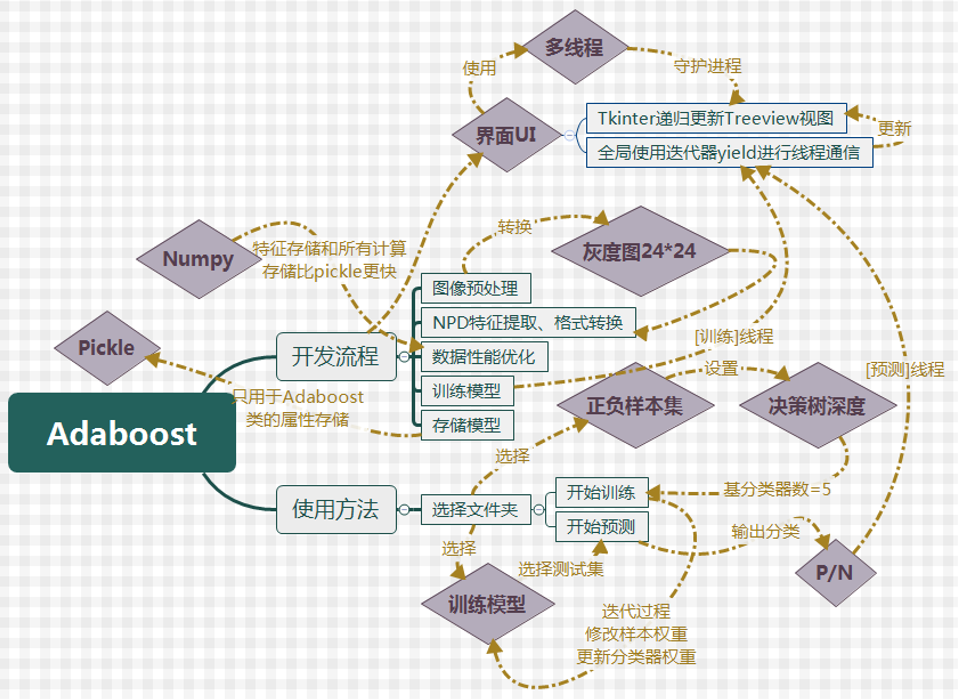 多线程
使用
守护进程
界面UI
Tkinter递归更新Treeview视图
更新
全局使用迭代器yield进行线程通信
Numpy
特征存储和所有计算
存储比pickle更快
转换
灰度图24*24
图像预处理
NPD特征提取、格式转换
[训练]线程
Pickle
开发流程
数据性能优化
设置
[预测]线程
只用于Adaboost
类的属性存储
训练模型
正负样本集
决策树深度
存储模型
Adaboost
选择
使用方法
选择文件夹
开始训练
基分类器数=5
开始预测
输出分类
选择
选择测试集
P/N
训练模型
迭代过程
修改样本权重
更新分类器权重